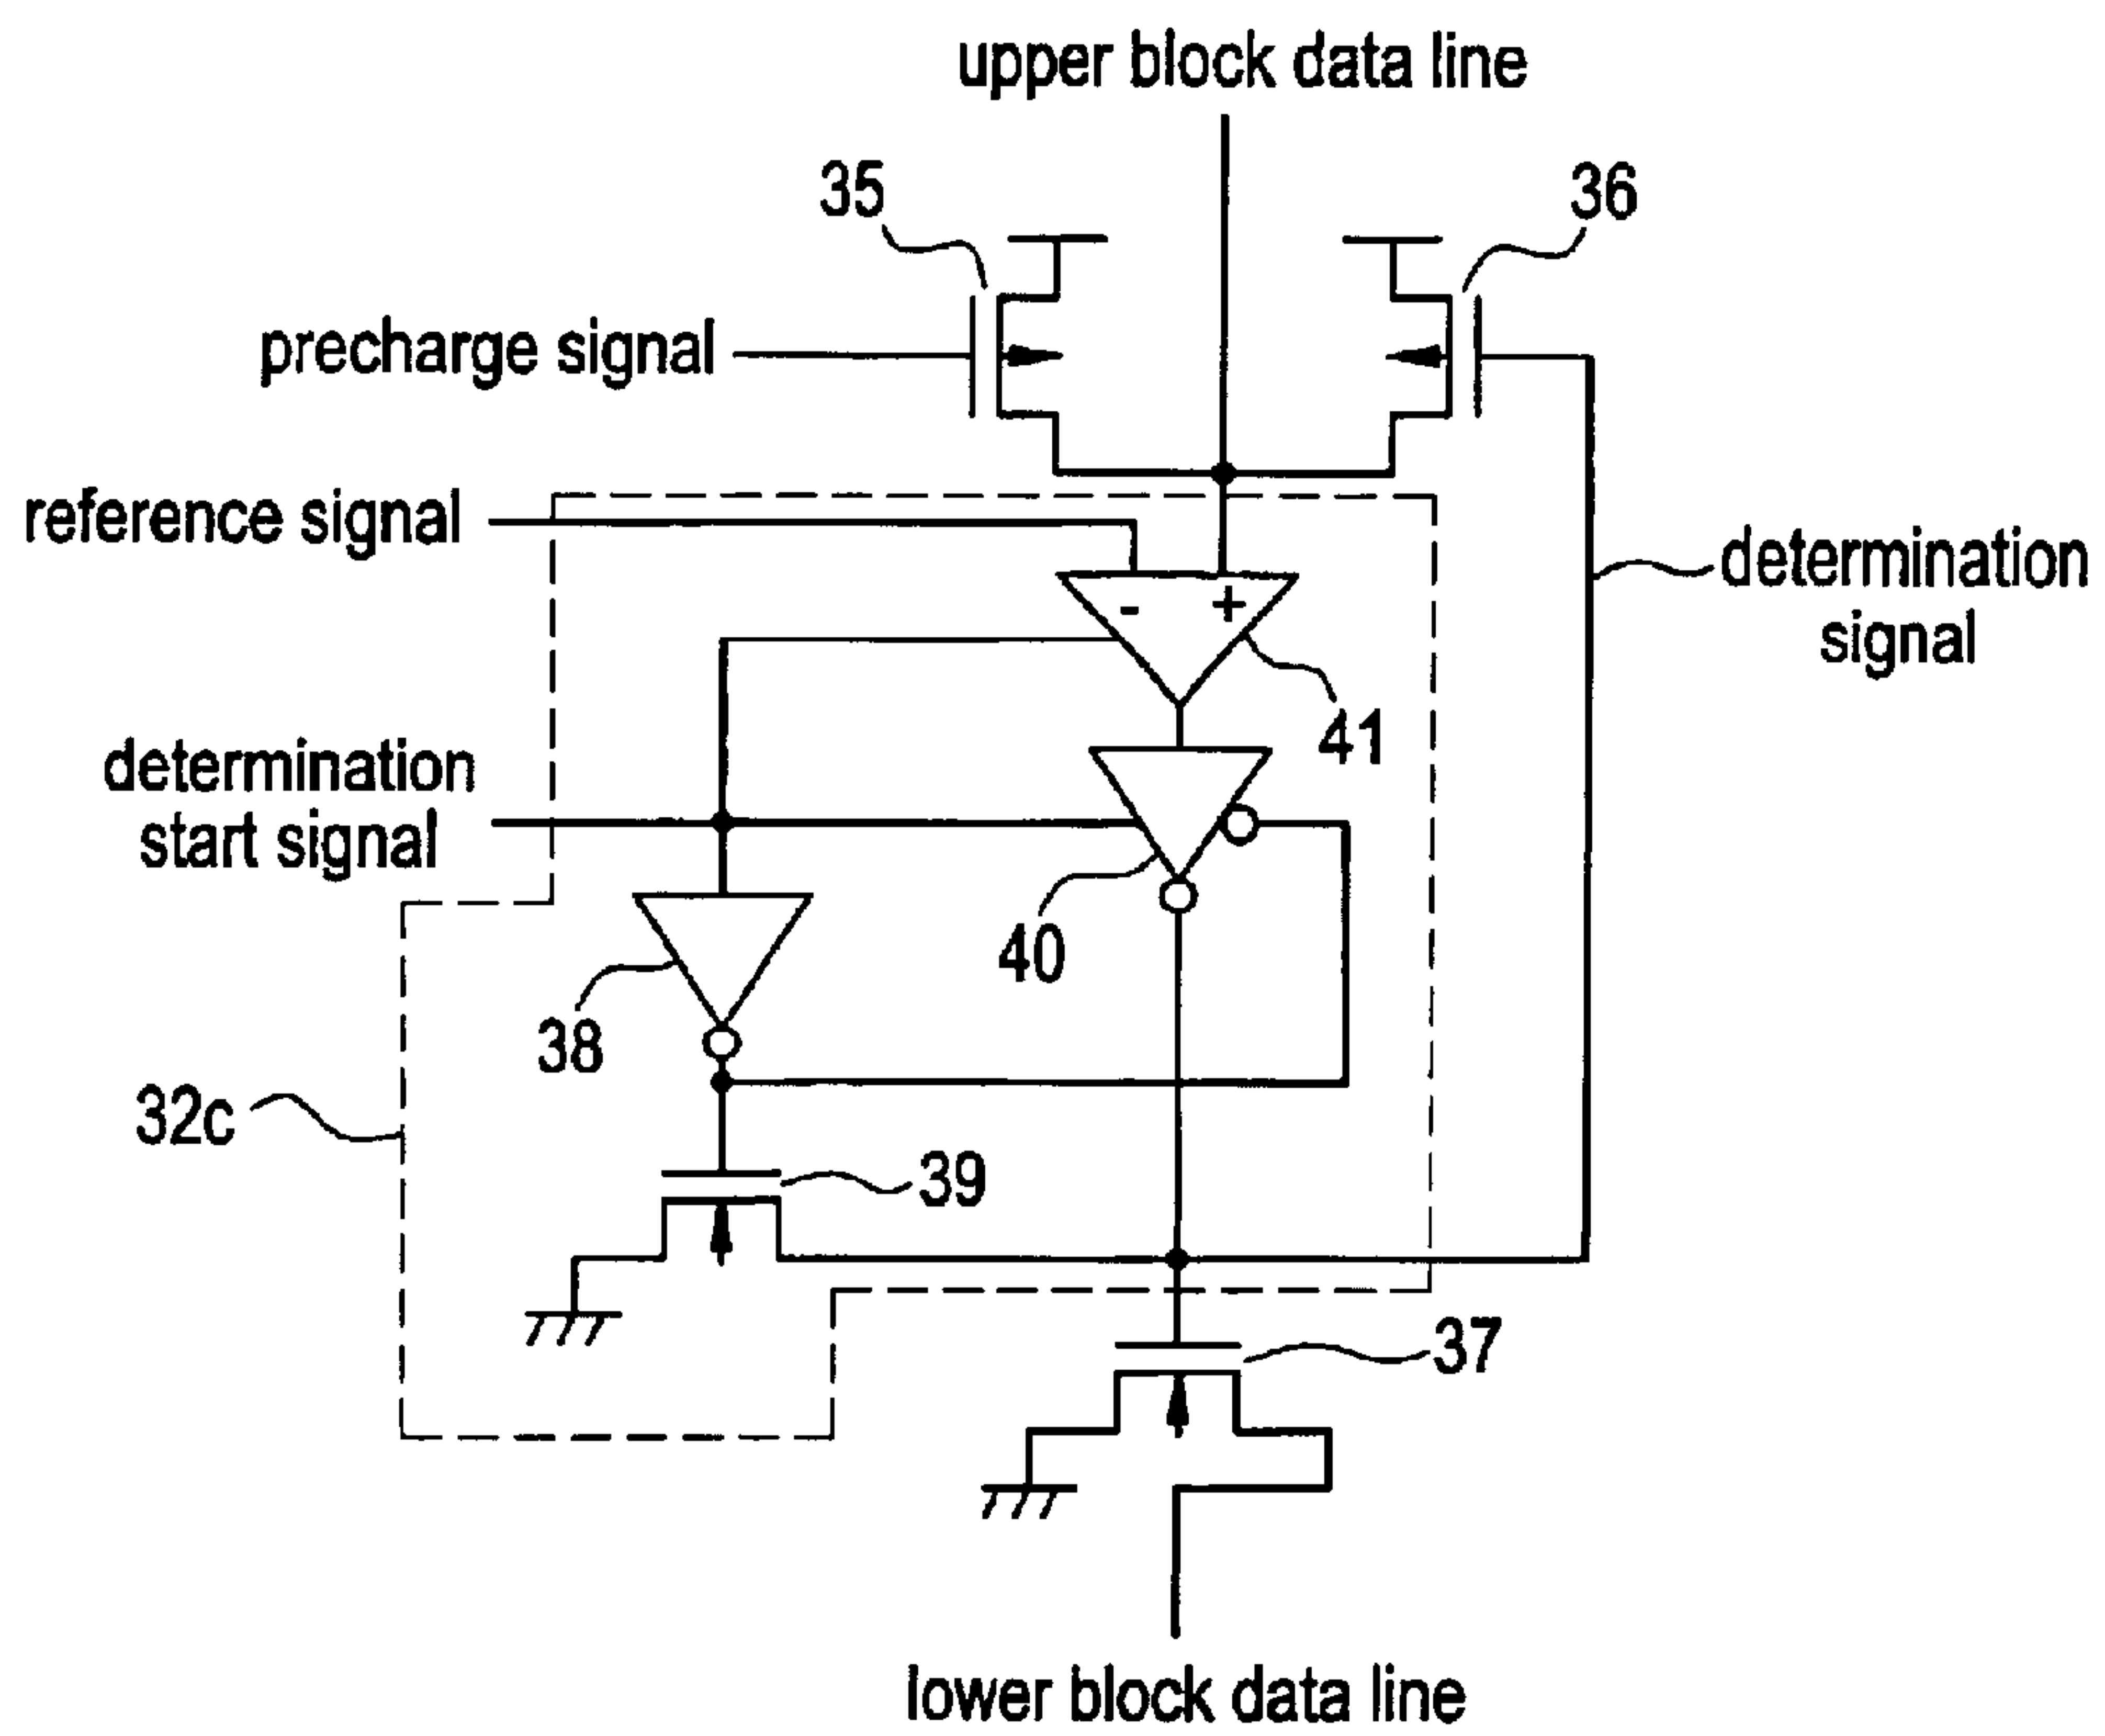 upper block data line
35
36
precharge signal
reference signal
determination
signal
-
+
41
determination
start signal
40
38
32c
39
37
lower block data line